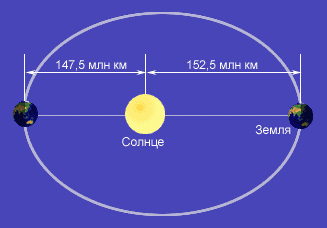 147,5 млн км
152,5 млн км
Солнце
Земля